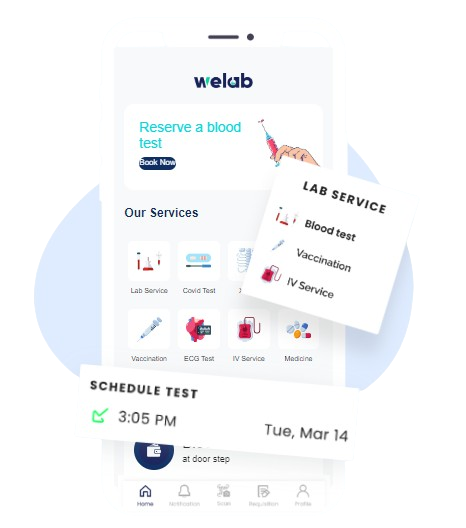 welab
Reserve a blood
test
Book Now
LAB SERVICE
Blood test
Vaccination
IV Service
Our Services
Lab Service
Covid Test
Vaccination
ECG Test
IV Service
Medicine
SCHEDULE TEST
3:05 PM
Tue, Mar 14
at door step
Home
Notification
Scan
Requisition
Profile